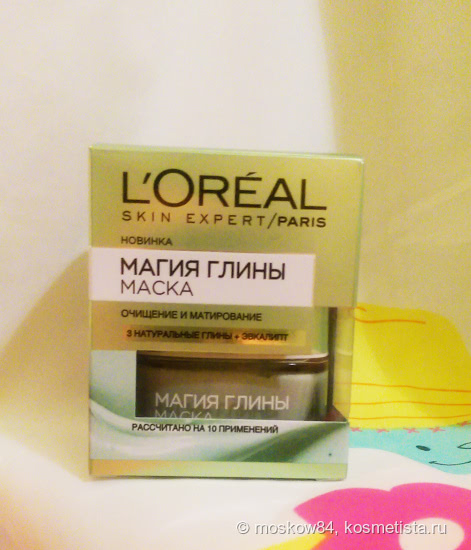 L'ORÉAL
SKIN EXPERT/PARIS
НОВИНКА
МАГИЯ ГЛИНЫ
МАСКА
ОЧИЩЕНИЕ И МАТИРОВАНИЕ
3 НАТУРАЛЬНЫЕ ГЛИНЫ + ЭВКАЛИПТ
МАГИЯ ГЛИНЫ
МАСКА
РАССЧИТАНО НА 10 ПРИМЕНЕНИЙ
© moskow84, kosmetista.ru